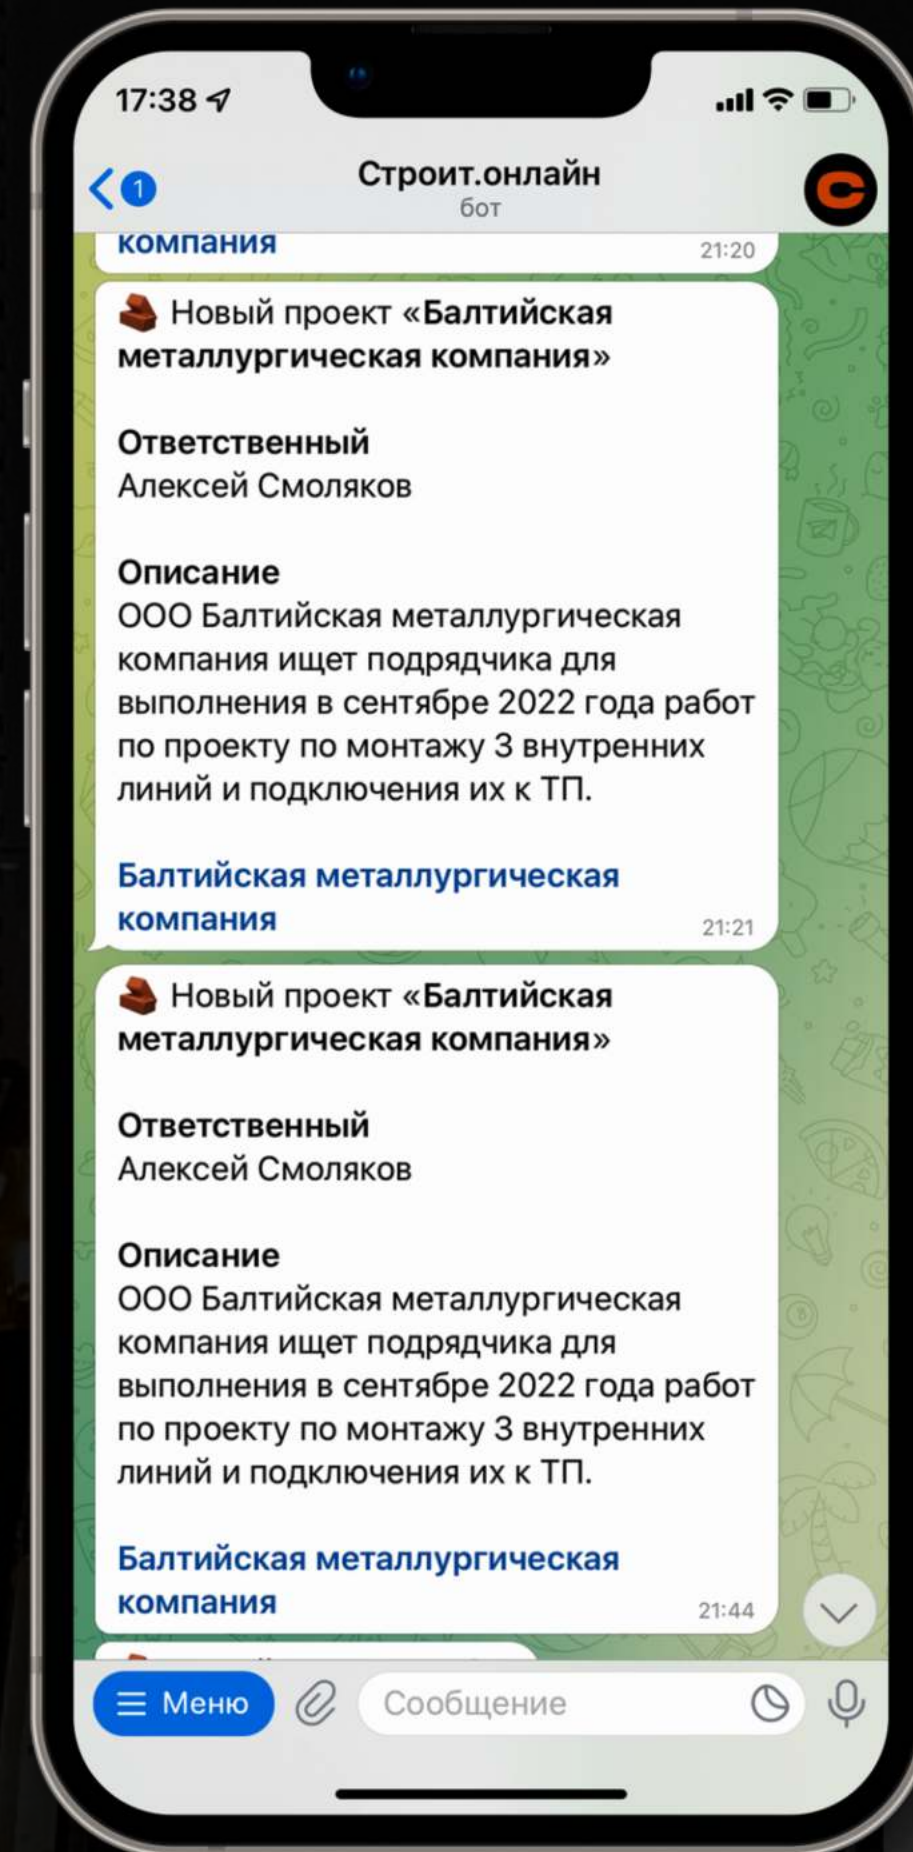 17:38
1
Строит.онлайн
бот
компания
21:20
Новый проект «Балтийская
металлургическая компания»
Ответственный
Алексей Смоляков
Описание
ООО Балтийская металлургическая
компания ищет подрядчика для
выполнения в сентябре 2022 года работ
по проекту по монтажу 3 внутренних
линий и подключения их к ТП.
Балтийская металлургическая
компания
21:21
Новый проект «Балтийская
металлургическая компания»
Ответственный
Алексей Смоляков
Описание
ООО Балтийская металлургическая
компания ищет подрядчика для
выполнения в сентябре 2022 года работ
по проекту по монтажу 3 внутренних
линий и подключения их к ТП.
Балтийская металлургическая
компания
21:44
Меню
Сообщение